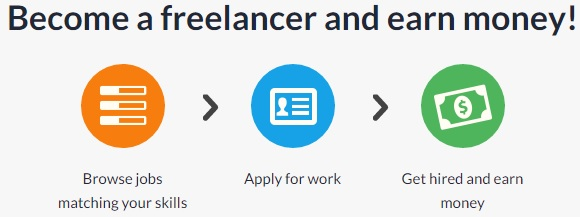 Become a freelancer and earn money!
Browse jobs
matching your skills
Apply for work
Get hired and earn
money
$